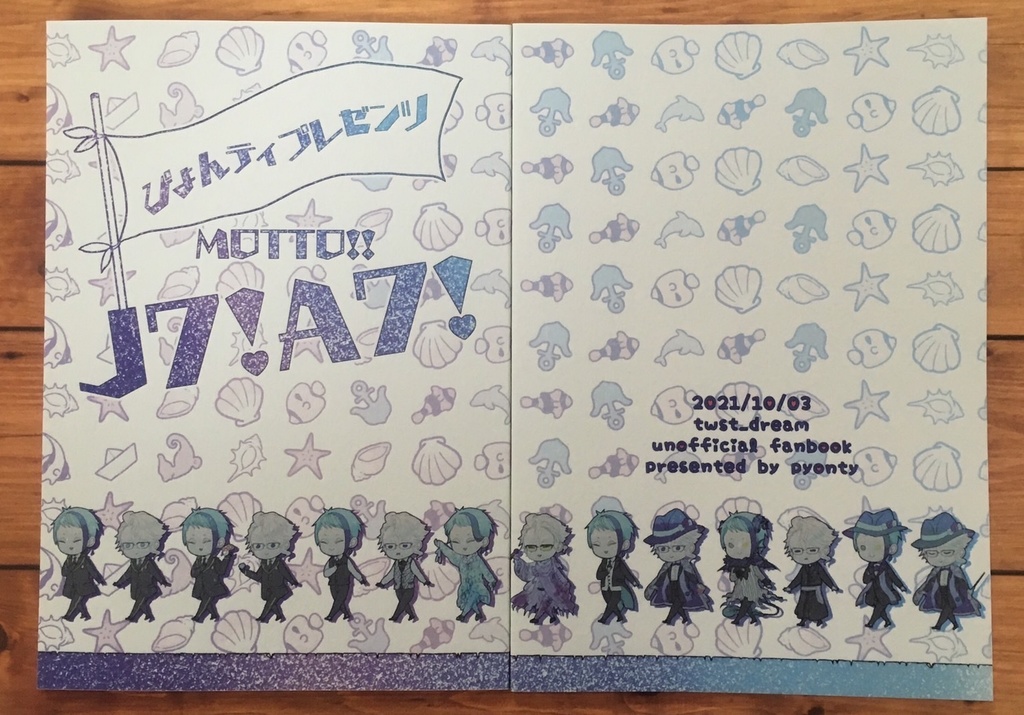 ぴょんティプレゼンツ
MOTTO!!
J7!A7!
2021/10/03
twst_dream
unofficial fanbook
presented by pyonty